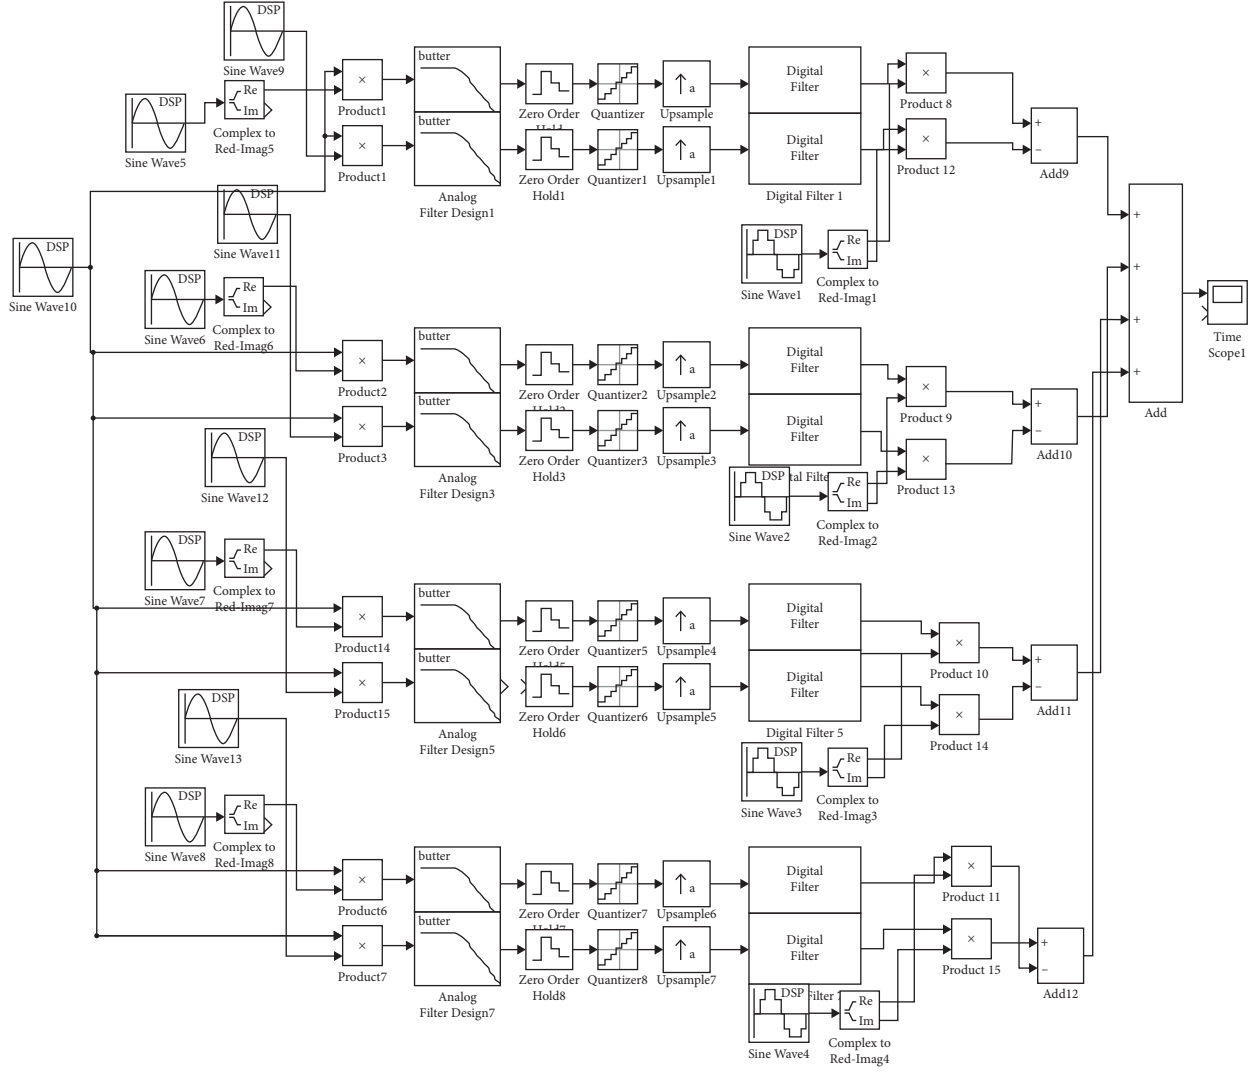 DSP
Sine Wave9
DSP
Sine Wave5
Re
Im
Complex to
Red-Imag5
×
Product1
×
Product1
butter
butter
Analog
Filter Design1
Zero Order
Hold
Quantizer
a
Upsample
Zero Order
Hold1
Quantizer1
a
Upsample1
Digital
Filter
Digital
Filter
Digital Filter 1
×
Product 8
×
Product 12
+
−
Add9
DSP
Sine Wave1
Re
Im
Complex to
Red-Imag1
DSP
Sine Wave11
DSP
Sine Wave10
DSP
Sine Wave6
Re
Im
Complex to
Red-Imag6
×
Product2
×
Product3
butter
butter
Analog
Filter Design3
Zero Order
Quantizer2
a
Upsample2
Zero Order
Hold3
Quantizer3
a
Upsample3
Digital
Filter
Digital
Filter
×
Product 9
×
Product 13
+
−
Add10
DSP
Sine Wave2
Re
Im
Complex to
Red-Imag2
+
+
+
+
Add
Time
Scope1
DSP
Sine Wave12
DSP
Sine Wave7
Re
Im
Complex to
Red-Imag7
×
Product14
×
Product15
butter
butter
Analog
Filter Design5
Zero Order
Quantizer5
a
Upsample4
Zero Order
Hold6
Quantizer6
a
Upsample5
Digital
Filter
Digital
Filter
Digital Filter 5
×
Product 10
×
Product 14
+
−
Add11
DSP
Sine Wave3
Re
Im
Complex to
Red-Imag3
DSP
Sine Wave13
DSP
Sine Wave8
Re
Im
Complex to
Red-Imag8
×
Product6
×
Product7
butter
butter
Analog
Filter Design7
Zero Order
Quantizer7
a
Upsample6
Zero Order
Hold8
Quantizer8
a
Upsample7
Digital
Filter
Digital
Filter
×
Product 11
×
Product 15
+
−
Add12
DSP
Sine Wave4
Re
Im
Complex to
Red-Imag4